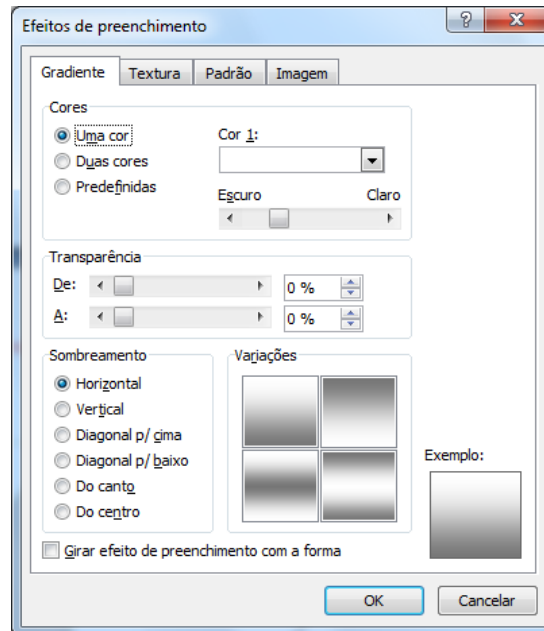 Efeitos de preenchimento
Gradiente Textura Padrão Imagem
Cores
Uma cor
Duas cores
Predefinidas
Cor 1:
Escuro Claro
Transparência
De: 0 %
A: 0 %
Sombreamento
Horizontal
Vertical
Diagonal p/ cima
Diagonal p/ baixo
Do canto
Do centro
Variações
Exemplo:
Girar efeito de preenchimento com a forma
OK Cancelar